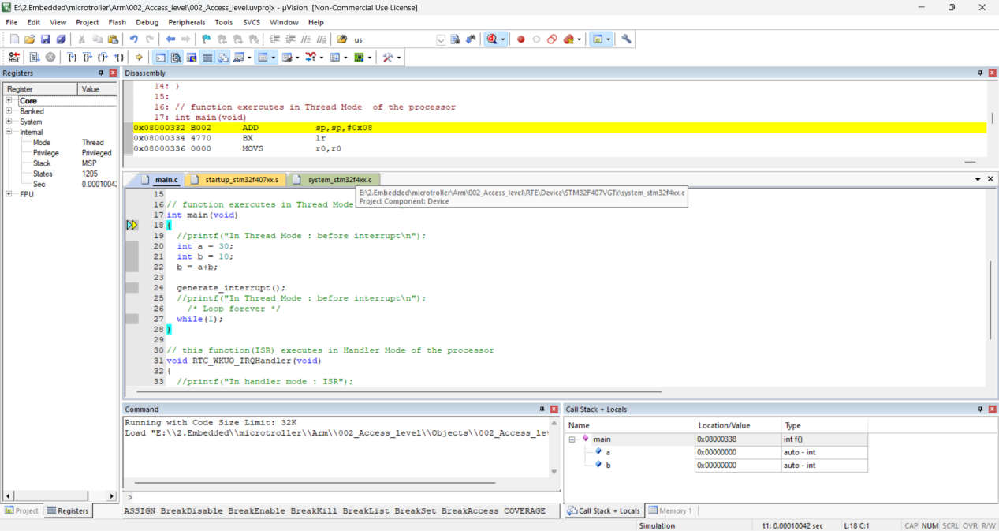 E:\2.Embedded\microtroller\Arm\002_Access_level\002_Access_level.uvprojx - µVision [Non-Commercial Use License]
File Edit View Project Flash Debug Peripherals Tools SVCS Window Help
us
RST
Registers
Register Value
Core
Banked
System
Internal
Mode Thread
Privilege Privileged
Stack MSP
States 1205
Sec 0.00010042
FPU
Project Registers
Disassembly
14: }
15:
16: // function exercutes in Thread Mode  of the processor
17: int main(void)
0x08000332 B002 ADD sp,sp,#0x08
0x08000334 4770 BX lr
0x08000336 0000 MOVS r0,r0
main.c startup_stm32f407xx.s system_stm32f4xx.c
E:\2.Embedded\microtroller\Arm\002_Access_level\RTE\Device\STM32F407VGTx\system_stm32f4xx.c
Project Component: Device
15
16 // function exercutes in Thread Mode
17 int main(void)
18 {
19 //printf("In Thread Mode : before interrupt\n");
20 int a = 30;
21 int b = 10;
22 b = a+b;
23
24 generate_interrupt();
25 //printf("In Thread Mode : before interrupt\n");
26 /* Loop forever */
27 while(1);
28 }
29
30 // this function(ISR) executes in Handler Mode of the processor
31 void RTC_WKUO_IRQHandler(void)
32 {
33 //printf("In handler mode : ISR");
Command
Running with Code Size Limit: 32K
Load "E:\\2.Embedded\\microtroller\\Arm\\002_Access_level\\Objects\\002_Access_le
>
ASSIGN BreakDisable BreakEnable BreakKill BreakList BreakSet BreakAccess COVERAGE
Call Stack + Locals
Name Location/Value Type
main 0x08000338 int f()
a 0x00000000 auto - int
b 0x00000000 auto - int
Call Stack + Locals Memory 1
Simulation t1: 0.00010042 sec L:18 C:1 CAP NUM SCRL OVR R/W